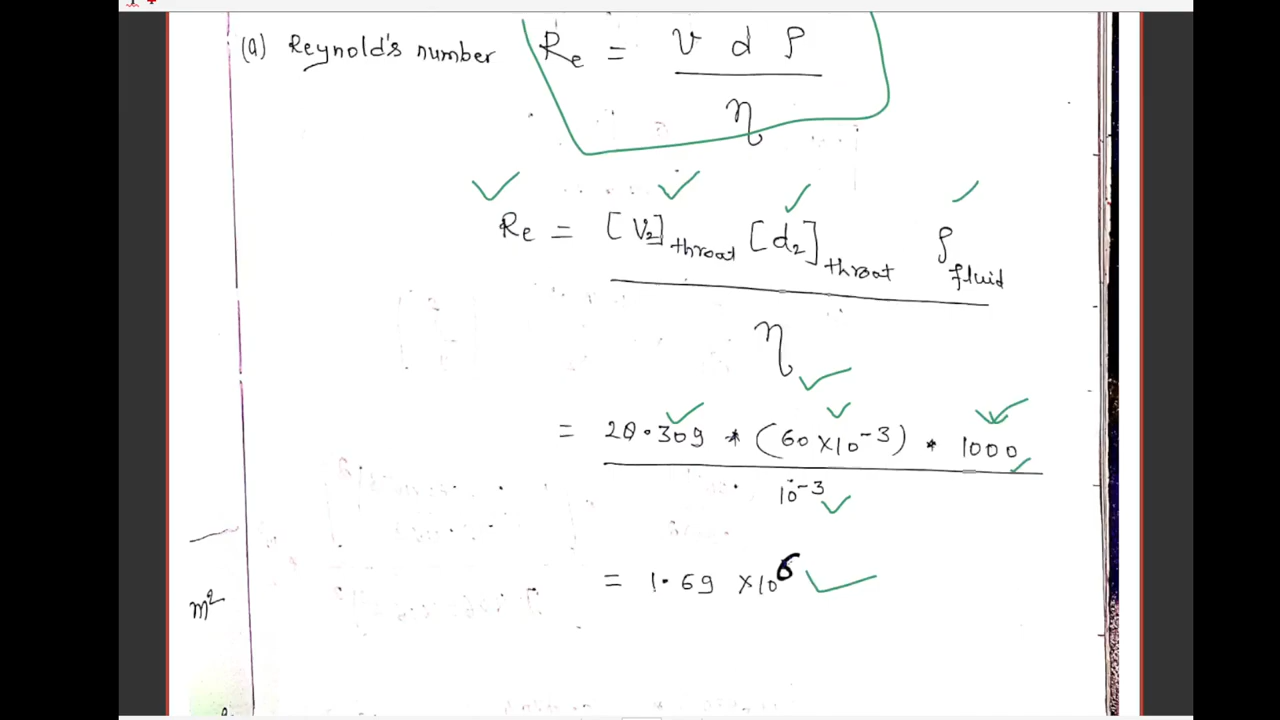 (a) Reynold's number Re = v d ρ
η
Re = [V2]throat [d2]throat ρfluid
η
= 28.309 * (60 × 10^-3) * 1000
10^-3
= 1.69 × 10^6
m²